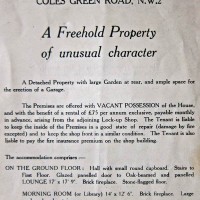 COLES GREEN ROAD, N.W.2
A Freehold Property
of unusual character
A Detached Property with large Garden at rear, and ample space
for the erection of a Garage.
The Premises are offered with VACANT POSSESSION of the House,
and with the benefit of a rental of £75 per annum exclusive, payable monthly
in advance, arising from the adjoining Lock-up Shop. The Tenant is liable
to keep the inside of the Premises in a good state of repair (damage by fire
excepted) and to keep the shop front in a similar condition. The Tenant is
also liable to pay the fire insurance premium on the shop building.
The accommodation comprises—
ON THE GROUND FLOOR: Hall with small round cupboard. Stairs to
First Floor. Glazed panelled door to Oak-beamed and panelled
LOUNGE 13' x 9'. Brick fireplace. Stone-flagged floor.
MORNING ROOM (or Library) 14' x 12' 6". Brick fireplace. Large